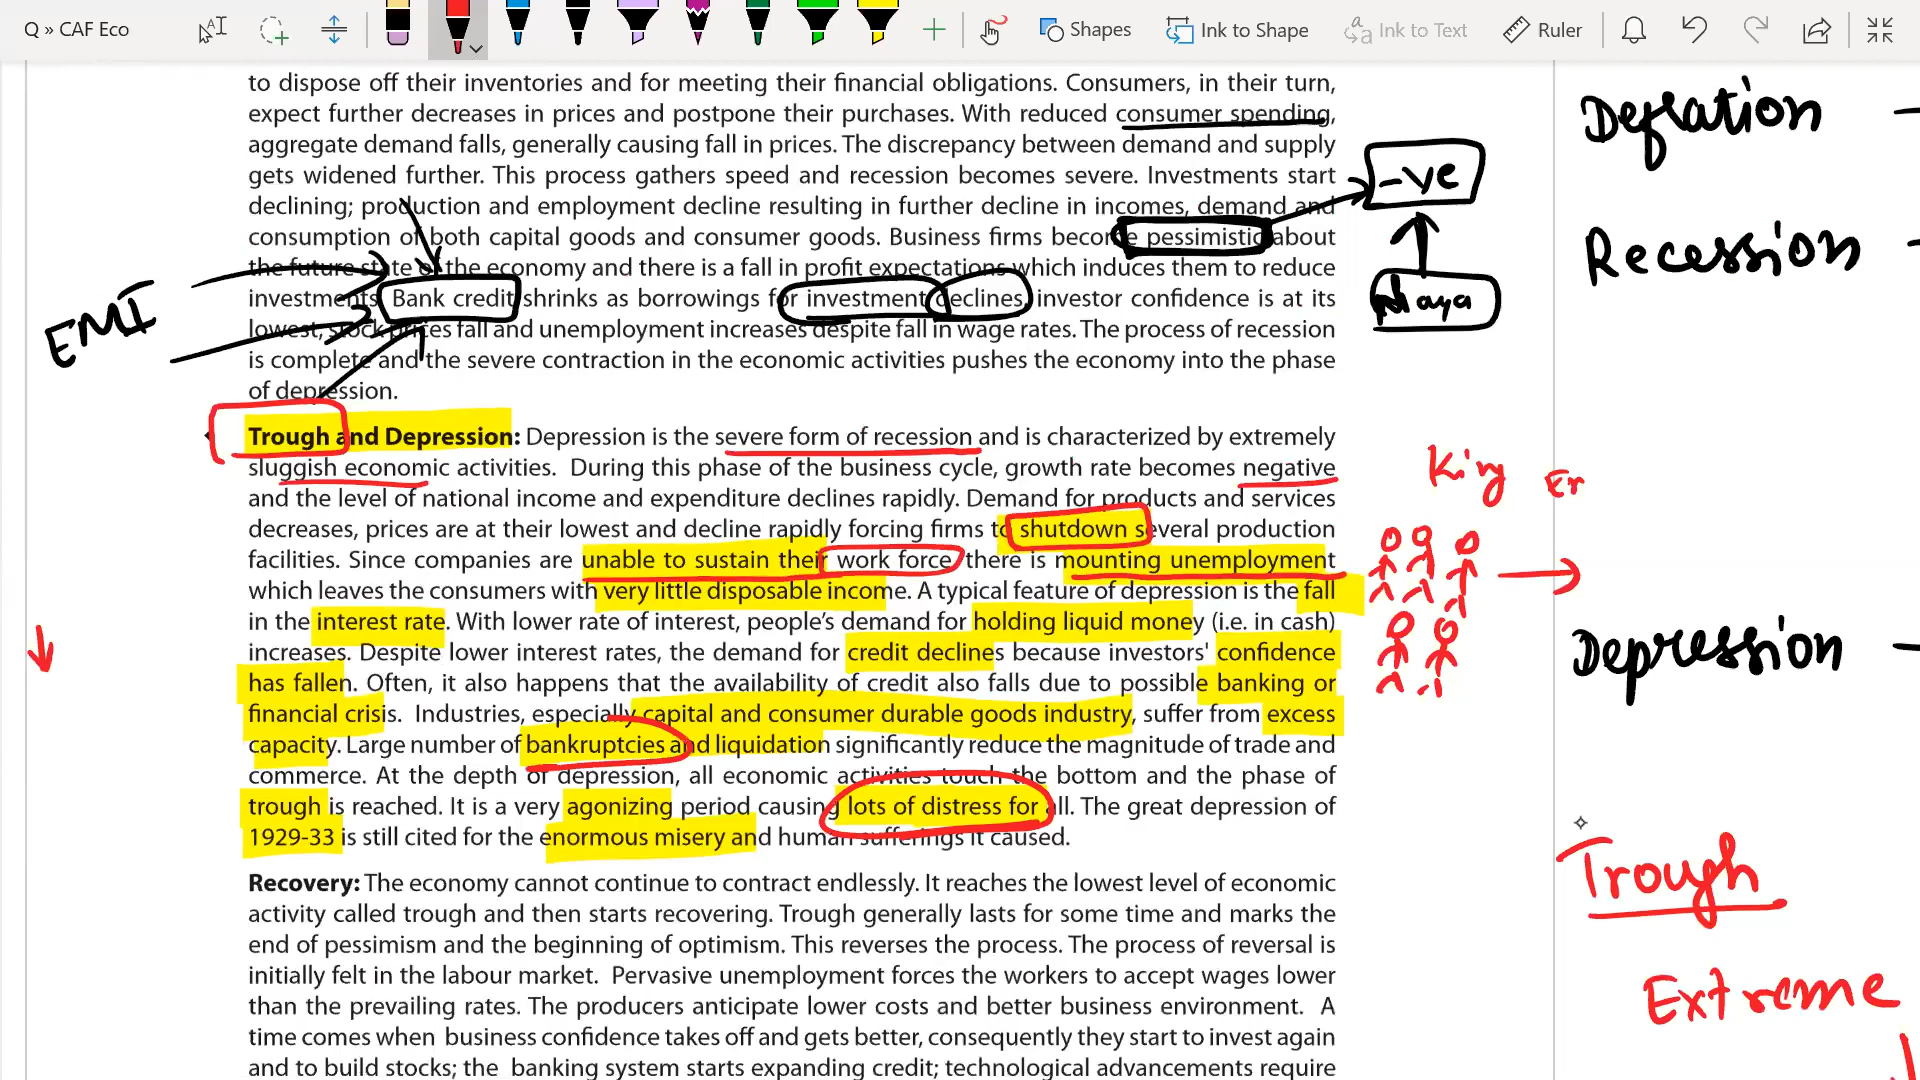 Q » CAF Eco
Shapes
Ink to Shape
Ink to Text
Ruler
to dispose off their inventories and for meeting their financial obligations. Consumers, in their turn,
expect further decreases in prices and postpone their purchases. With reduced consumer spending,
aggregate demand falls, generally causing fall in prices. The discrepancy between demand and supply
gets widened further. This process gathers speed and recession becomes severe. Investments start
declining; production and employment decline resulting in further decline in incomes, demand and
consumption of both capital goods and consumer goods. Business firms become pessimistic about
the future state of the economy and there is a fall in profit expectations which induces them to reduce
investments. Bank credit shrinks as borrowings for investment declines, investor confidence is at its
lowest, stock prices fall and unemployment increases despite fall in wage rates. The process of recession
is complete and the severe contraction in the economic activities pushes the economy into the phase
of depression.
Trough and Depression: Depression is the severe form of recession and is characterized by extremely
sluggish economic activities. During this phase of the business cycle, growth rate becomes negative
and the level of national income and expenditure declines rapidly. Demand for products and services
decreases, prices are at their lowest and decline rapidly forcing firms to shutdown several production
facilities. Since companies are unable to sustain their work force, there is mounting unemployment
which leaves the consumers with very little disposable income. A typical feature of depression is the fall
in the interest rate. With lower rate of interest, people's demand for holding liquid money (i.e. in cash)
increases. Despite lower interest rates, the demand for credit declines because investors' confidence
has fallen. Often, it also happens that the availability of credit also falls due to possible banking or
financial crisis. Industries, especially capital and consumer durable goods industry, suffer from excess
capacity. Large number of bankruptcies and liquidation significantly reduce the magnitude of trade and
commerce. At the depth of depression, all economic activities touch the bottom and the phase of
trough is reached. It is a very agonizing period causing lots of distress for all. The great depression of
1929-33 is still cited for the enormous misery and human sufferings it caused.
Recovery: The economy cannot continue to contract endlessly. It reaches the lowest level of economic
activity called trough and then starts recovering. Trough generally lasts for some time and marks the
end of pessimism and the beginning of optimism. This reverses the process. The process of reversal is
initially felt in the labour market. Pervasive unemployment forces the workers to accept wages lower
than the prevailing rates. The producers anticipate lower costs and better business environment. A
time comes when business confidence takes off and gets better, consequently they start to invest again
and to build stocks; the banking system starts expanding credit; technological advancements require
EMI
-ve
King
Er
Deflation
Recession
Depression
Trough
Extreme